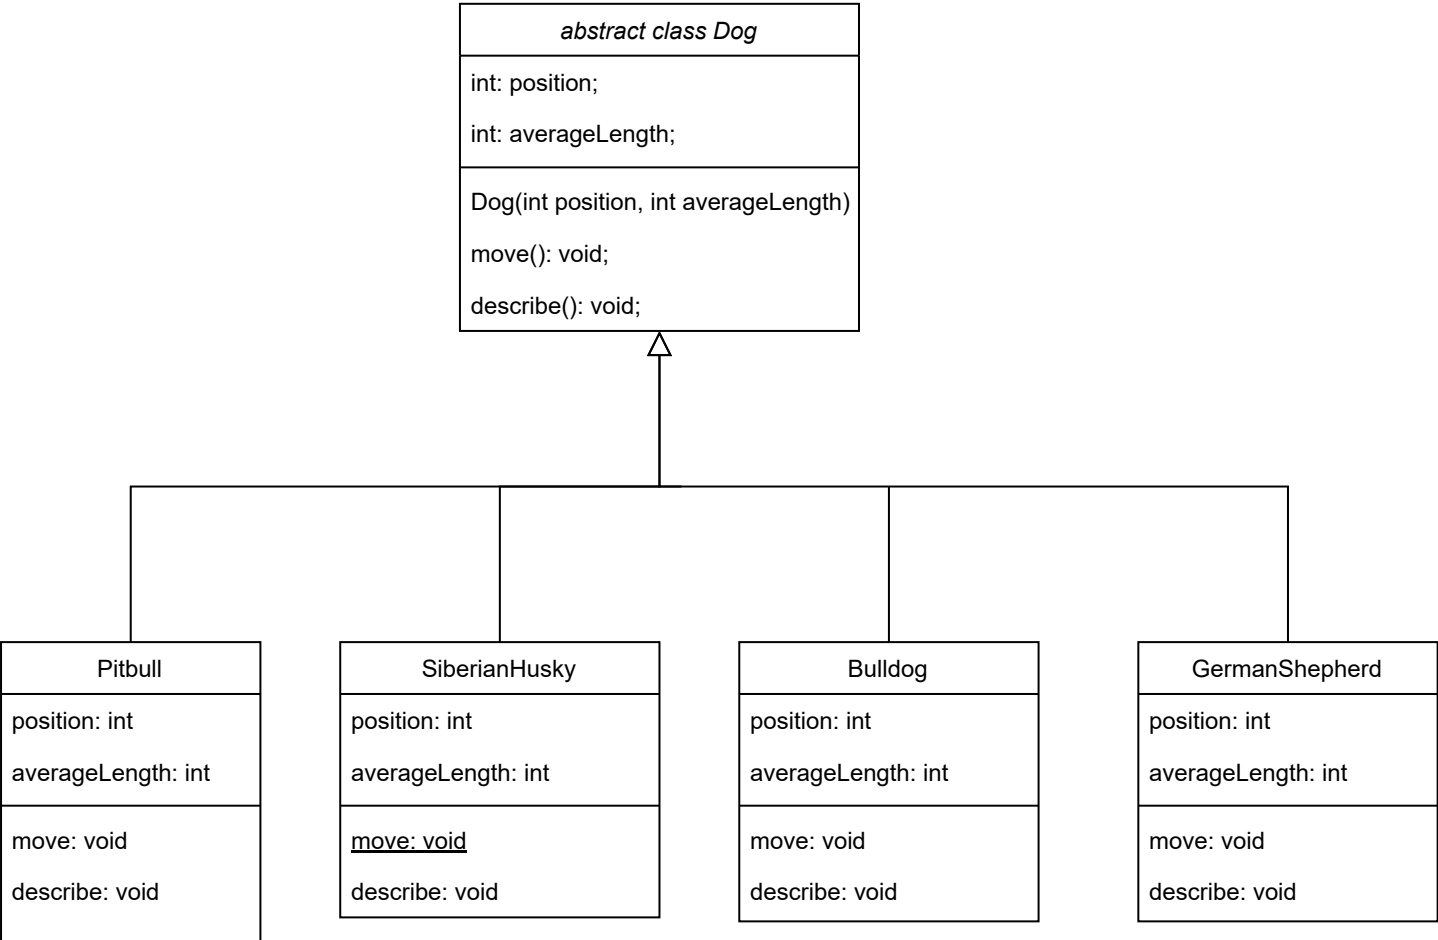 abstract class Dog
int: position;
int: averageLength;
Dog(int position, int averageLength)
move(): void;
describe(): void;
Pitbull
position: int
averageLength: int
move: void
describe: void
SiberianHusky
position: int
averageLength: int
move: void
describe: void
Bulldog
position: int
averageLength: int
move: void
describe: void
GermanShepherd
position: int
averageLength: int
move: void
describe: void